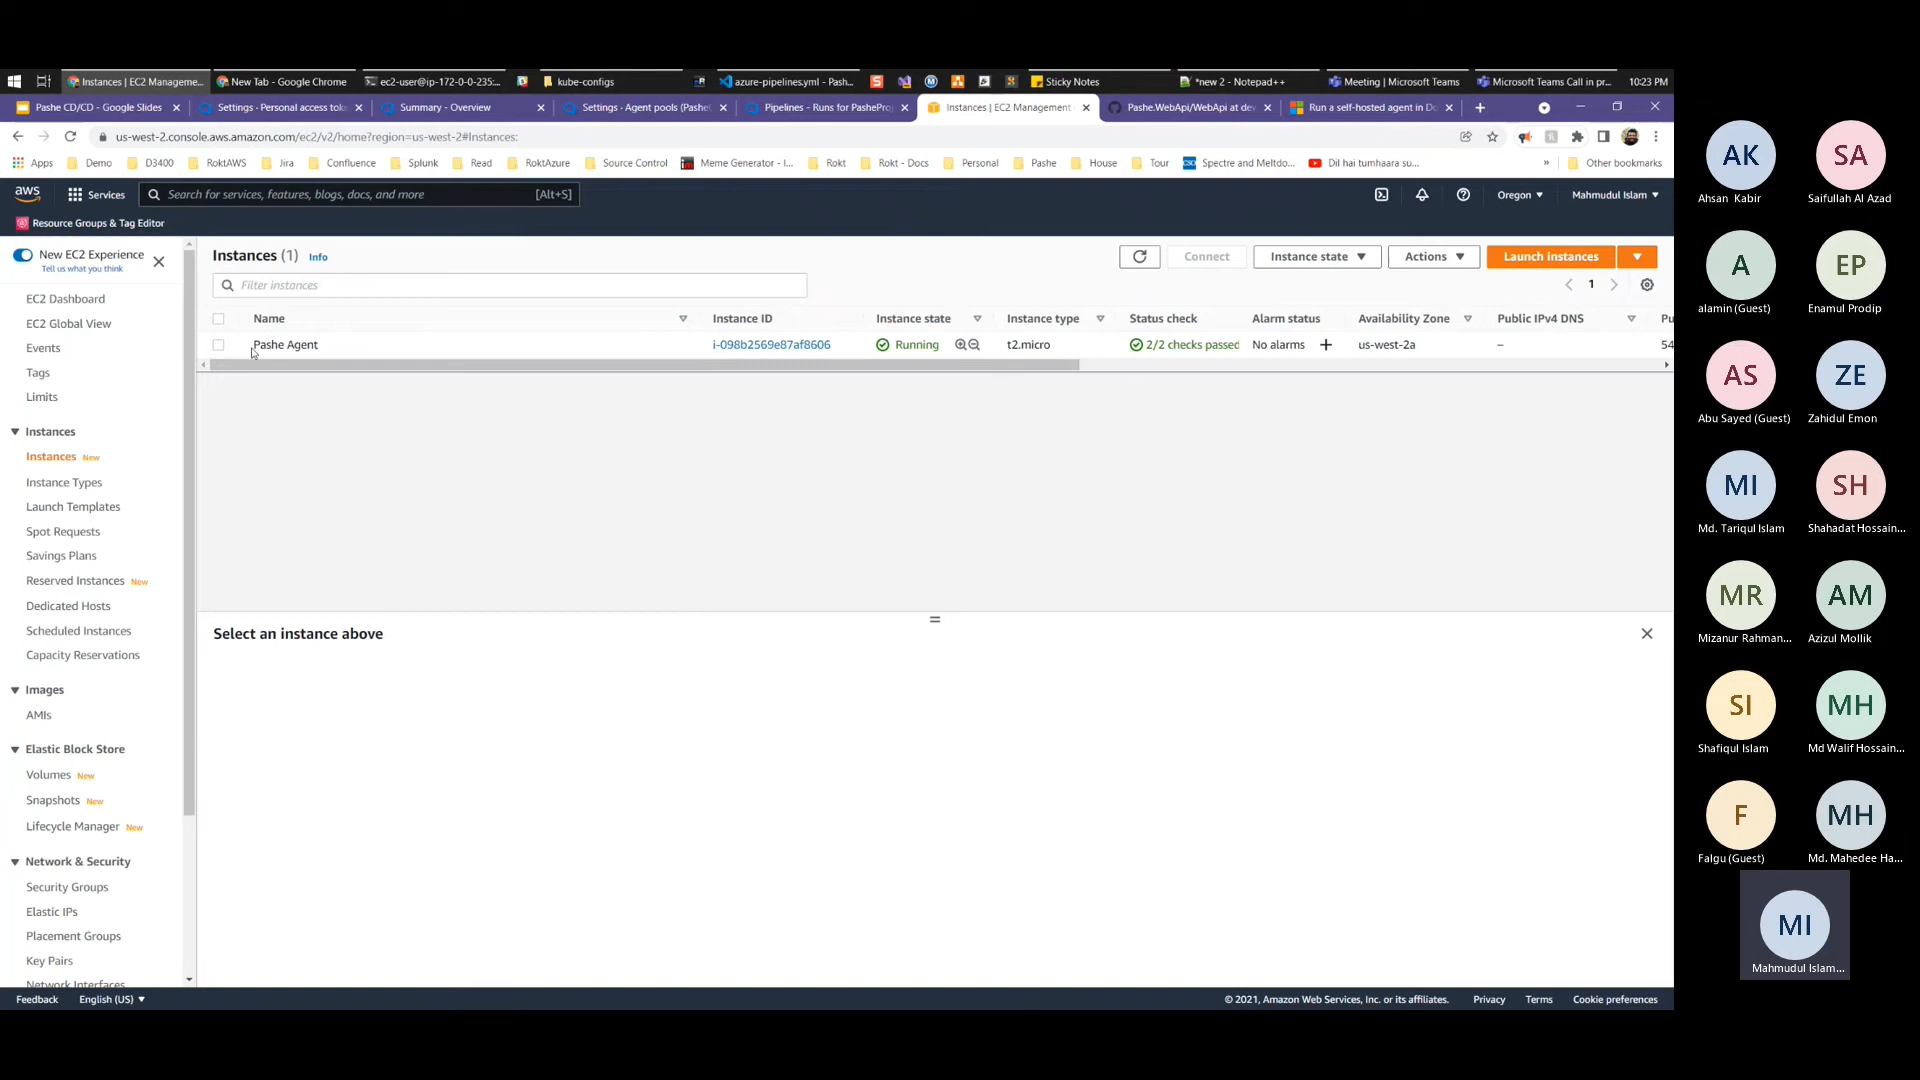 Instances | EC2 Manageme...
New Tab - Google Chrome
ec2-user@ip-172-0-0-235:...
kube-configs
azure-pipelines.yml - Pash...
Sticky Notes
*new 2 - Notepad++
Meeting | Microsoft Teams
Microsoft Teams Call in pr...
10:23 PM
Pashe CD/CD - Google Slides
Settings - Personal access tok
Summary - Overview
Settings - Agent pools (Pashe
Pipelines - Runs for PashePro
Instances | EC2 Management
Pashe.WebApi/WebApi at dev
Run a self-hosted agent in Do
us-west-2.console.aws.amazon.com/ec2/v2/home?region=us-west-2#Instances:
Apps
Demo
D3400
RoktAWS
Jira
Confluence
Splunk
Read
RoktAzure
Source Control
Meme Generator - I...
Rokt
Rokt - Docs
Personal
Pashe
House
Tour
Spectre and Meltdo...
Dil hai tumhaara su...
»
Other bookmarks
aws
Services
Search for services, features, blogs, docs, and more
[Alt+S]
Oregon
Mahmudul Islam
Resource Groups & Tag Editor
New EC2 Experience
Tell us what you think
EC2 Dashboard
EC2 Global View
Events
Tags
Limits
Instances
Instances New
Instance Types
Launch Templates
Spot Requests
Savings Plans
Reserved Instances New
Dedicated Hosts
Scheduled Instances
Capacity Reservations
Images
AMIs
Elastic Block Store
Volumes New
Snapshots New
Lifecycle Manager New
Network & Security
Security Groups
Elastic IPs
Placement Groups
Key Pairs
Network Interfaces
Instances (1) Info
Connect
Instance state
Actions
Launch instances
Filter instances
1
Name
Instance ID
Instance state
Instance type
Status check
Alarm status
Availability Zone
Public IPv4 DNS
Pu
Pashe Agent
i-098b2569e87af8606
Running
t2.micro
2/2 checks passed
No alarms +
us-west-2a
–
54
Select an instance above
Feedback
English (US)
© 2021, Amazon Web Services, Inc. or its affiliates.
Privacy
Terms
Cookie preferences
AK
Ahsan Kabir
SA
Saifullah Al Azad
A
alamin (Guest)
EP
Enamul Prodip
AS
Abu Sayed (Guest)
ZE
Zahidul Emon
MI
Md. Tariqul Islam
SH
Shahadat Hossain...
MR
Mizanur Rahman...
AM
Azizul Mollik
SI
Shafiqul Islam
MH
Md Walif Hossain...
F
Falgu (Guest)
MH
Md. Mahedee Ha...
MI
Mahmudul Islam...